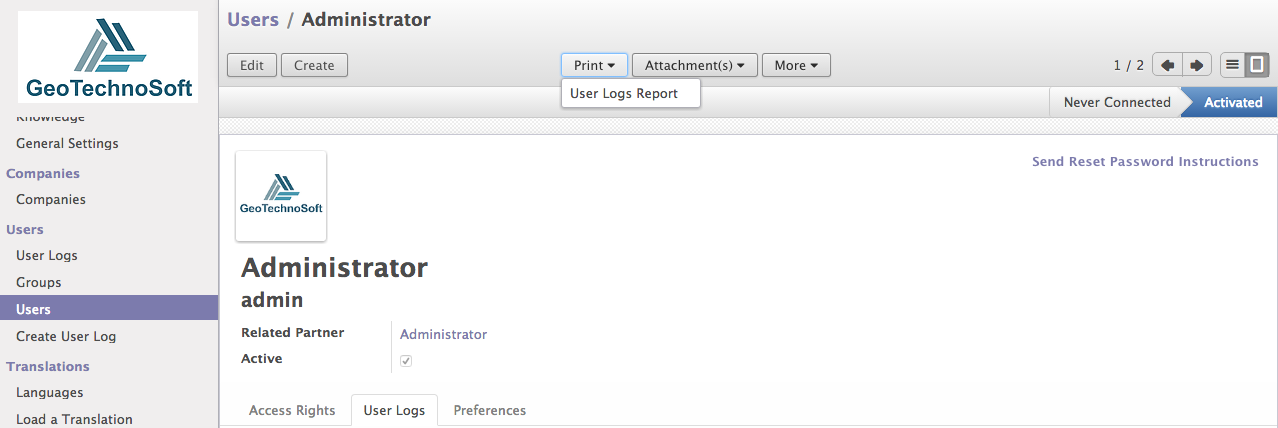 GeoTechnoSoft
Knowledge
General Settings
Companies
Companies
Users
User Logs
Groups
Users
Create User Log
Translations
Languages
Load a Translation
Users / Administrator
Edit Create Print Attachment(s) More 1 / 2
User Logs Report
Never Connected Activated
GeoTechnoSoft
Send Reset Password Instructions
Administrator
admin
Related Partner Administrator
Active
Access Rights User Logs Preferences